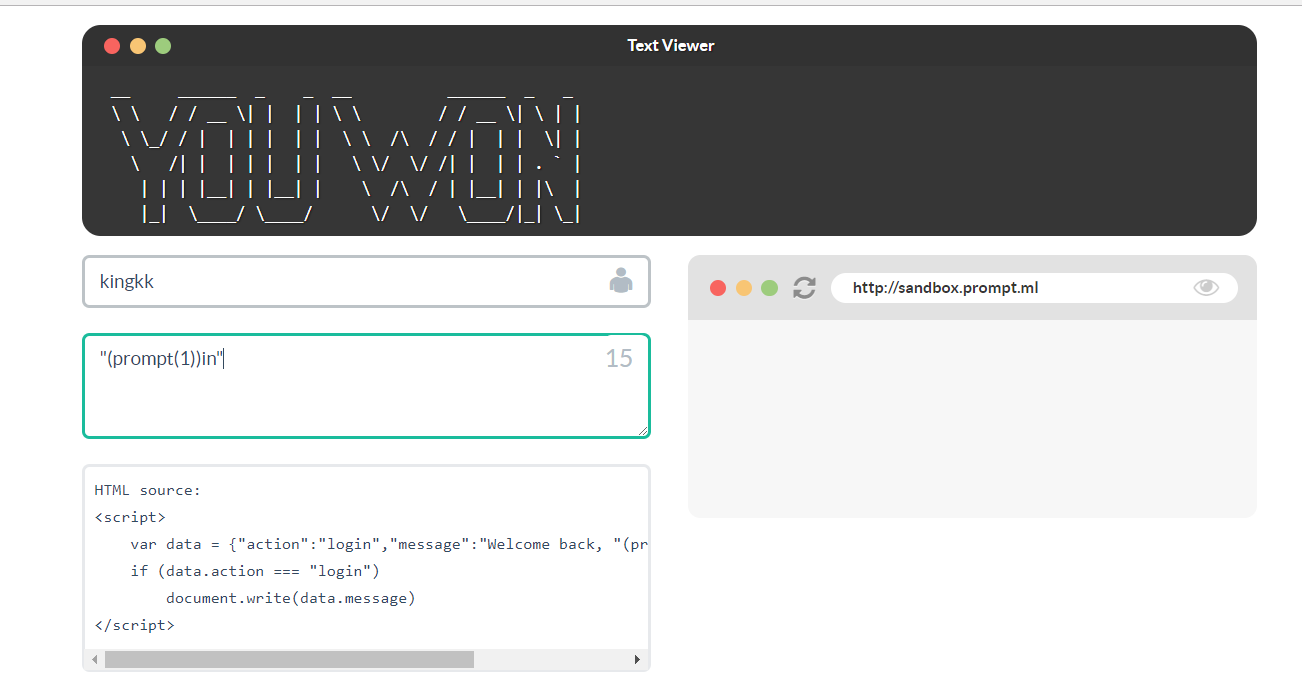 Text Viewer
YOU WON
kingkk
"(prompt(1))in"
15
http://sandbox.prompt.ml
HTML source:
<script>
    var data = {"action":"login","message":"Welcome back, "(pr
    if (data.action === "login")
        document.write(data.message)
</script>